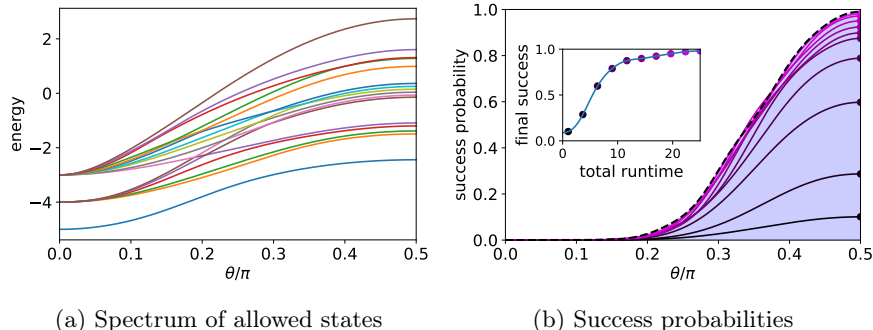 2
0
−2
−4
energy
0.0 0.1 0.2 0.3 0.4 0.5
θ/π
(a) Spectrum of allowed states
1.0
0.8
0.6
0.4
0.2
0.0
success probability
1.0
0.5
0.0
final success
0 10 20
total runtime
0.0 0.1 0.2 0.3 0.4 0.5
θ/π
(b) Success probabilities